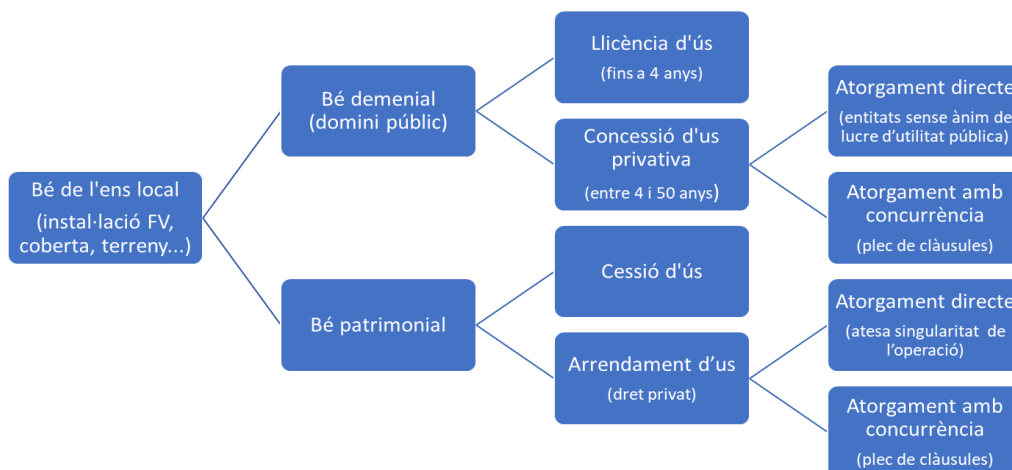 Bé de l'ens local
(instal·lació FV,
coberta, terreny...)
Bé demenial
(domini públic)
Llicència d'ús
(fins a 4 anys)
Concessió d'us
privativa
(entre 4 i 50 anys)
Atorgament directe
(entitats sense ànim de
lucre d’utilitat pública)
Atorgament amb
concurrència
(plec de clàusules)
Bé patrimonial
Cessió d'ús
Arrendament d’us
(dret privat)
Atorgament directe
(atesa singularitat de
l’operació)
Atorgament amb
concurrència
(plec de clàusules)